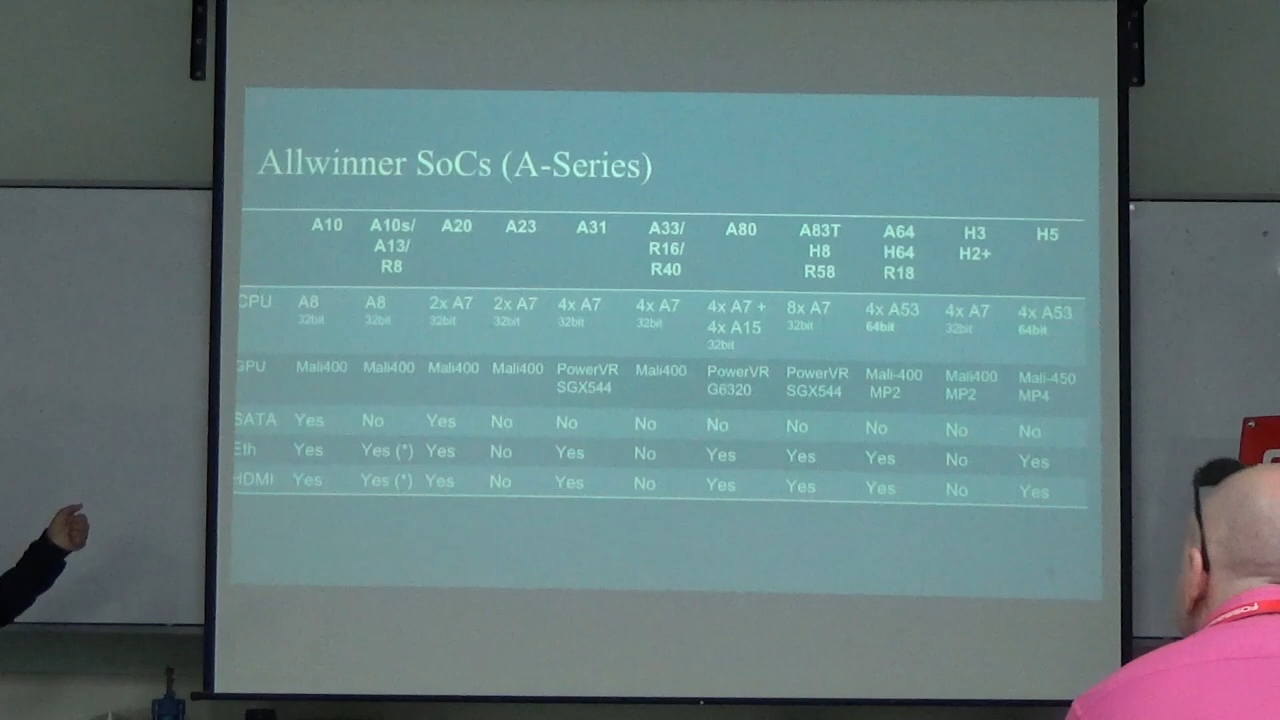 Allwinner SoCs (A-Series)
A10 A10s/ A20 A23 A31 A33/ A80 A83T A64 H3 H5
A13/ R16/ H8 H64 H2+
R8 R40 R58 R18
CPU A8 A8 2x A7 2x A7 4x A7 4x A7 4x A7 + 8x A7 4x A53 4x A7 4x A53
32bit 32bit 32bit 32bit 32bit 32bit 4x A15 32bit 64bit 32bit 64bit
32bit
GPU Mali400 Mali400 Mali400 Mali400 PowerVR Mali400 PowerVR PowerVR Mali-400 Mali400 Mali-450
SGX544 G6320 SGX544 MP2 MP2 MP4
SATA Yes No Yes No No No No No No No No
Eth Yes Yes (*) Yes No Yes No Yes Yes Yes No Yes
HDMI Yes Yes (*) Yes No Yes No Yes Yes Yes No Yes